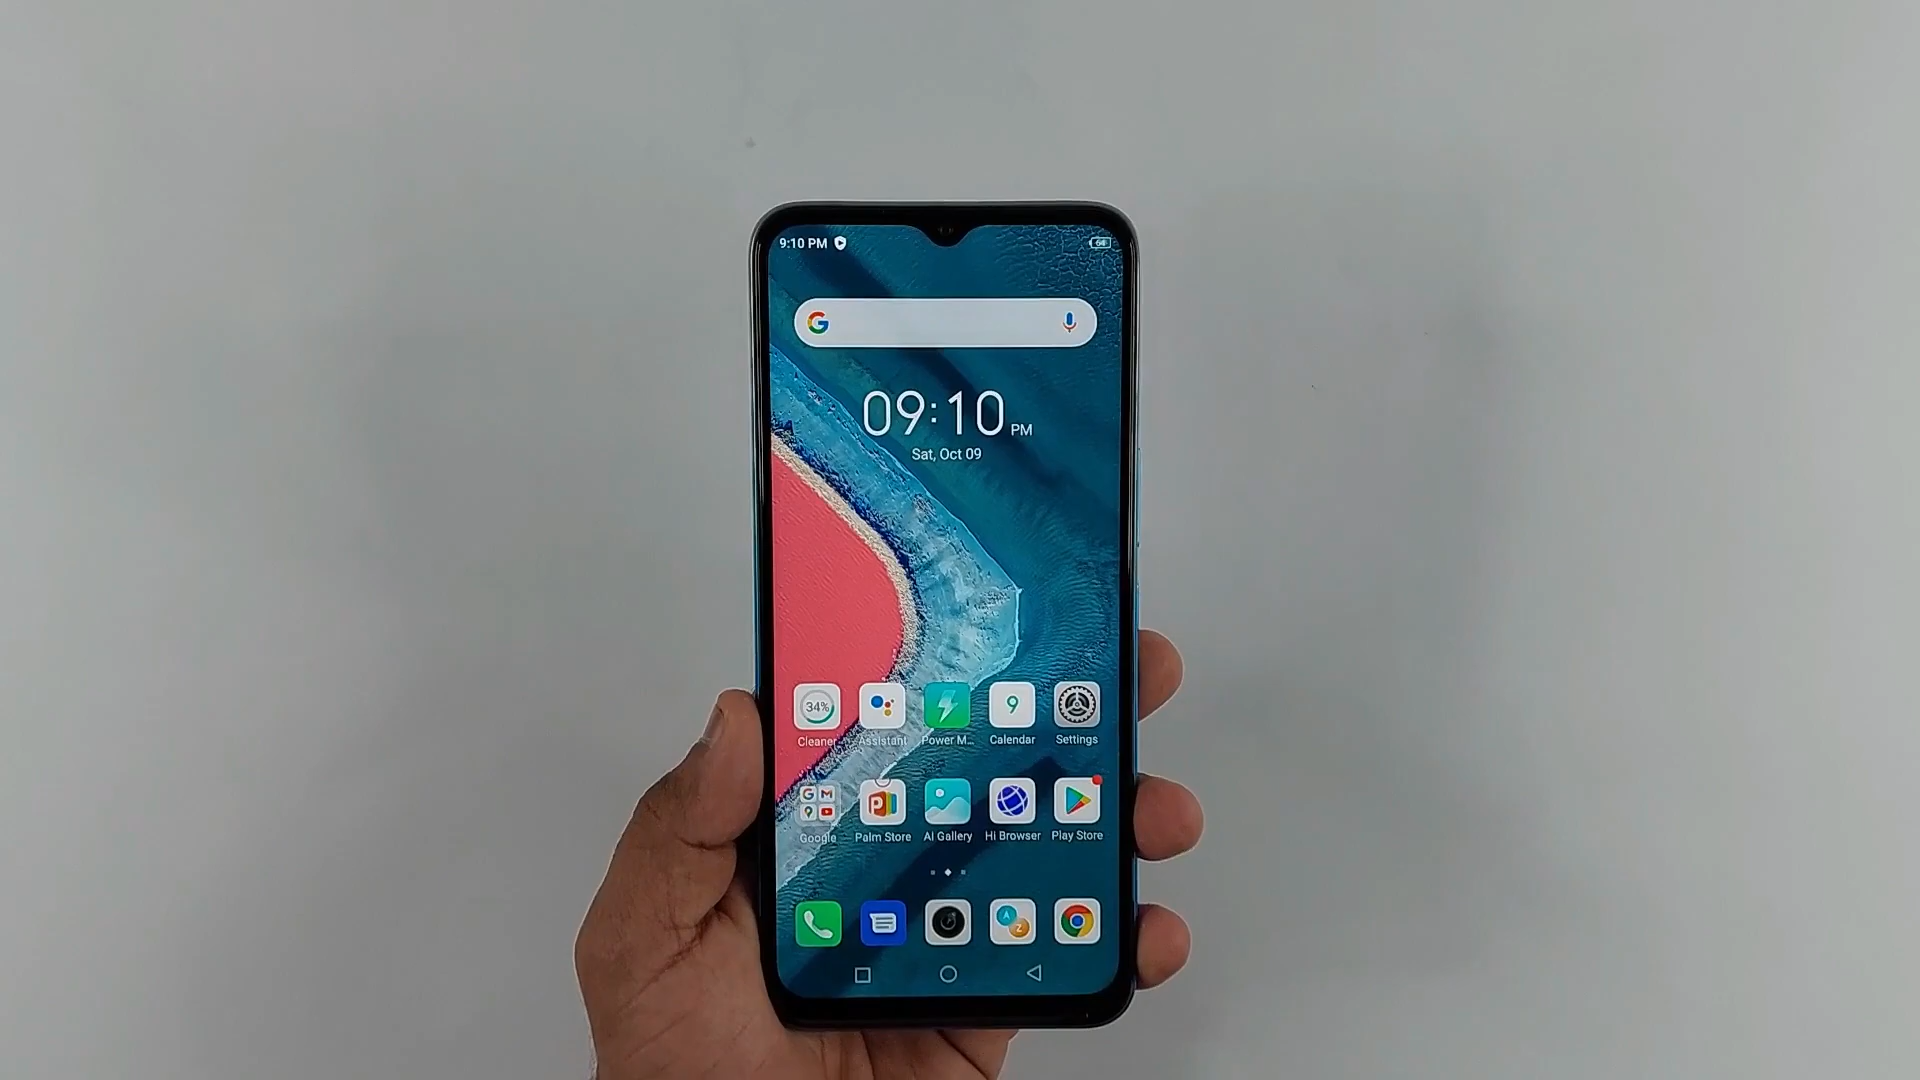 9:10 PM
64
09:10 PM
Sat, Oct 09
34%
9
Cleaner
Assistant
Power M...
Calendar
Settings
Google
Palm Store
AI Gallery
Hi Browser
Play Store
A
Z